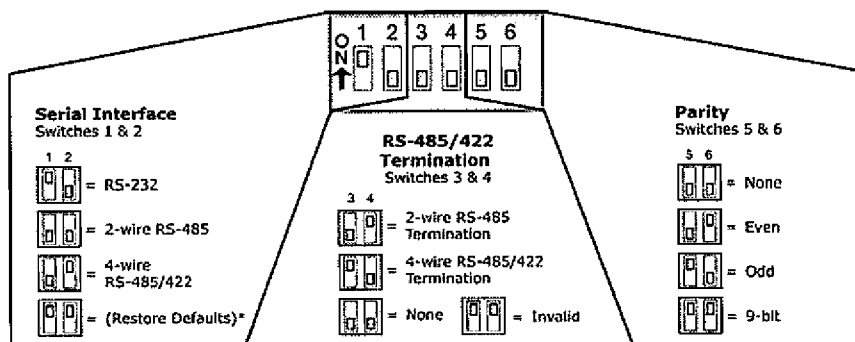 ON 1 2 3 4 5 6
Serial Interface
Switches 1 & 2
1 2
= RS-232
= 2-wire RS-485
= 4-wire
RS-485/422
= (Restore Defaults)*
RS-485/422
Termination
Switches 3 & 4
3 4
= 2-wire RS-485
Termination
= 4-wire RS-485/422
Termination
= None
= Invalid
Parity
Switches 5 & 6
5 6
= None
= Even
= Odd
= 9-bit